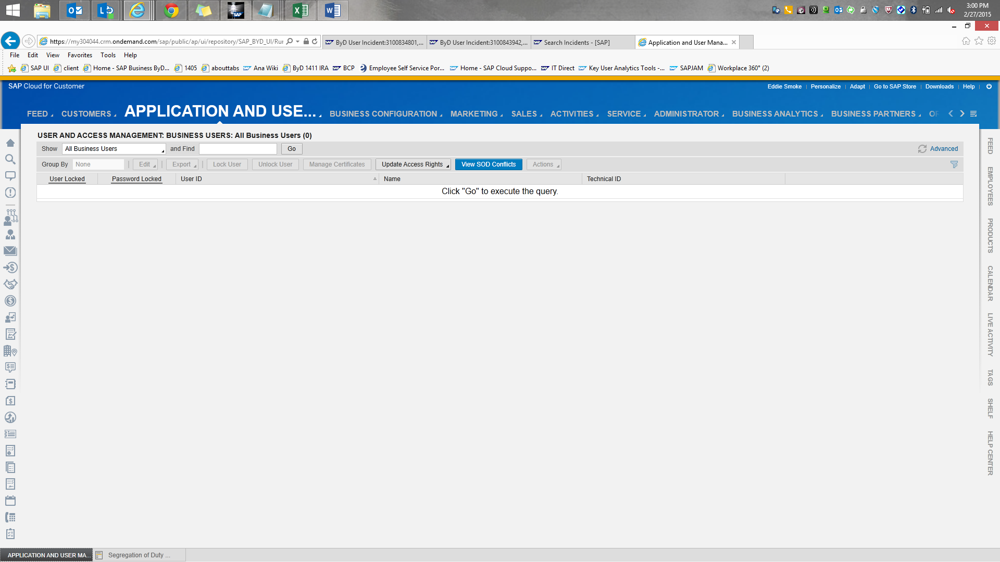 3:00 PM
2/27/2015
https://my304044.crm.ondemand.com/sap/public/ap/ui/repository/SAP_BYD_UI/Rur
ByD User Incident:3100834801,...
ByD User Incident:3100843942,...
Search Incidents - [SAP]
Application and User Mana...
File Edit View Favorites Tools Help
SAP UI client Home - SAP Business ByD... 1405 abouttabs Ana Wiki ByD 1411 IRA BCP Employee Self Service Por... Home - SAP Cloud Suppo... IT Direct Key User Analytics Tools -... SAPJAM Workplace 360° (2)
SAP Cloud for Customer
Eddie Smoke | Personalize | Adapt | Go to SAP Store | Downloads | Help |
FEED CUSTOMERS APPLICATION AND USE... BUSINESS CONFIGURATION MARKETING SALES ACTIVITIES SERVICE ADMINISTRATOR BUSINESS ANALYTICS BUSINESS PARTNERS
USER AND ACCESS MANAGEMENT: BUSINESS USERS: All Business Users (0)
Show All Business Users and Find Go Advanced
Group By None | Edit | Export | Lock User Unlock User Manage Certificates Update Access Rights View SOD Conflicts Actions
User Locked Password Locked User ID Name Technical ID
Click "Go" to execute the query.
FEED
EMPLOYEES
PRODUCTS
CALENDAR
LIVE ACTIVITY
TAGS
SHELF
HELP CENTER
APPLICATION AND USER MA... Segregation of Duty ...